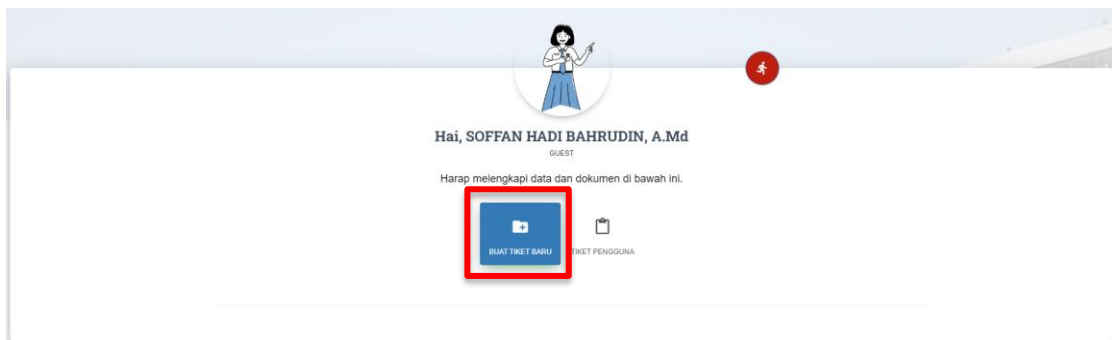 Hai, SOFFAN HADI BAHRUDIN, A.Md
GUEST
Harap melengkapi data dan dokumen di bawah ini.
BUAT TIKET BARU
TIKET PENGGUNA